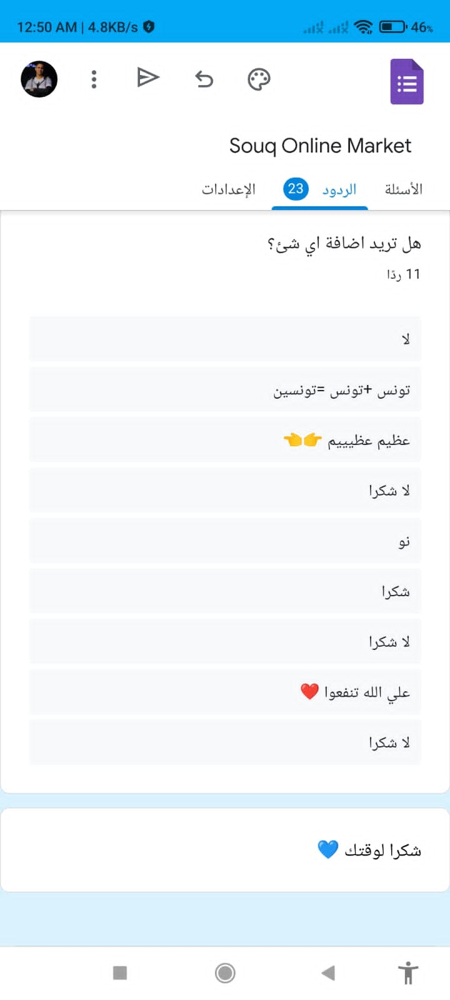 12:50 AM | 4.8KB/s
46%
Souq Online Market
الأسئلة
الردود 23
الإعدادات
هل تريد اضافة اي شئ؟
11 ردًا
لا
تونس +تونس =تونسين
عظيم عظيييم 👉👈
لا شكرا
نو
شكرا
لا شكرا
علي الله تنفعوا ❤️
لا شكرا
شكرا لوقتك 💙